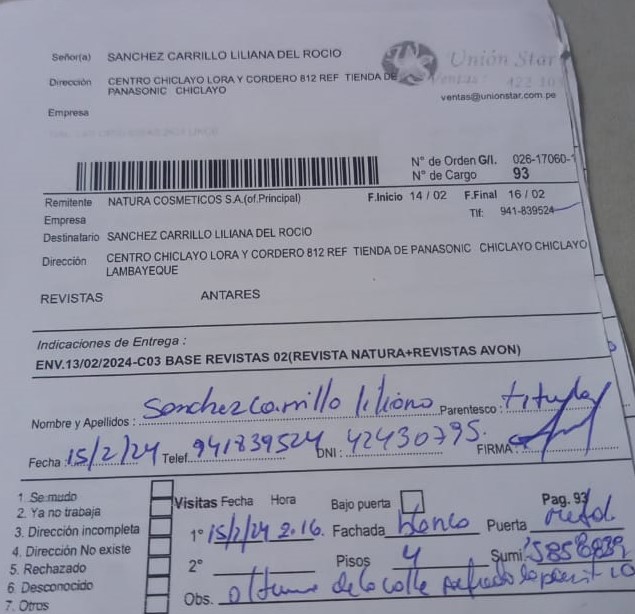 Señor(a) SANCHEZ CARRILLO LILIANA DEL ROCIO
Unión Star
Dirección CENTRO CHICLAYO LORA Y CORDERO 812 REF TIENDA DE
PANASONIC CHICLAYO
ventas@unionstar.com.pe
Empresa
N° de Orden G/I. 026-17060-1
N° de Cargo 93
Remitente NATURA COSMETICOS S.A.(of.Principal) F.Inicio 14 / 02 F.Final 16 / 02
Empresa Tlf: 941-839524
Destinatario SANCHEZ CARRILLO LILIANA DEL ROCIO
Dirección CENTRO CHICLAYO LORA Y CORDERO 812 REF TIENDA DE PANASONIC CHICLAYO CHICLAYO
LAMBAYEQUE
REVISTAS ANTARES
Indicaciones de Entrega :
ENV.13/02/2024-C03 BASE REVISTAS 02(REVISTA NATURA+REVISTAS AVON)
Nombre y Apellidos : Sanchez Carrillo liliana Parentesco : titular
Fecha : 15/2/24 Telef. 941839524 DNI : 42430795. FIRMA:
1. Se mudo
2. Ya no trabaja
3. Dirección incompleta
4. Dirección No existe
5. Rechazado
6. Desconocido
7. Otros
Visitas Fecha Hora Bajo puerta Pag. 93
1° 15/2/24 2.16. Fachada blanco Puerta metal
2° Pisos 4 Sumi:
Obs. de la calle